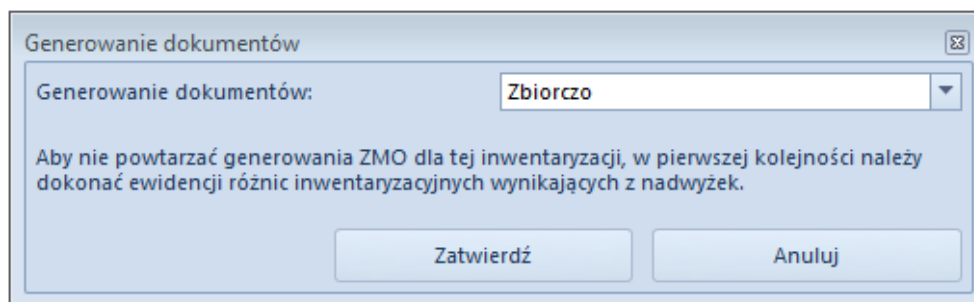 Generowanie dokumentów
Generowanie dokumentów: Zbiorczo
Aby nie powtarzać generowania ZMO dla tej inwentaryzacji, w pierwszej kolejności należy
dokonać ewidencji różnic inwentaryzacyjnych wynikających z nadwyżek.
Zatwierdź Anuluj